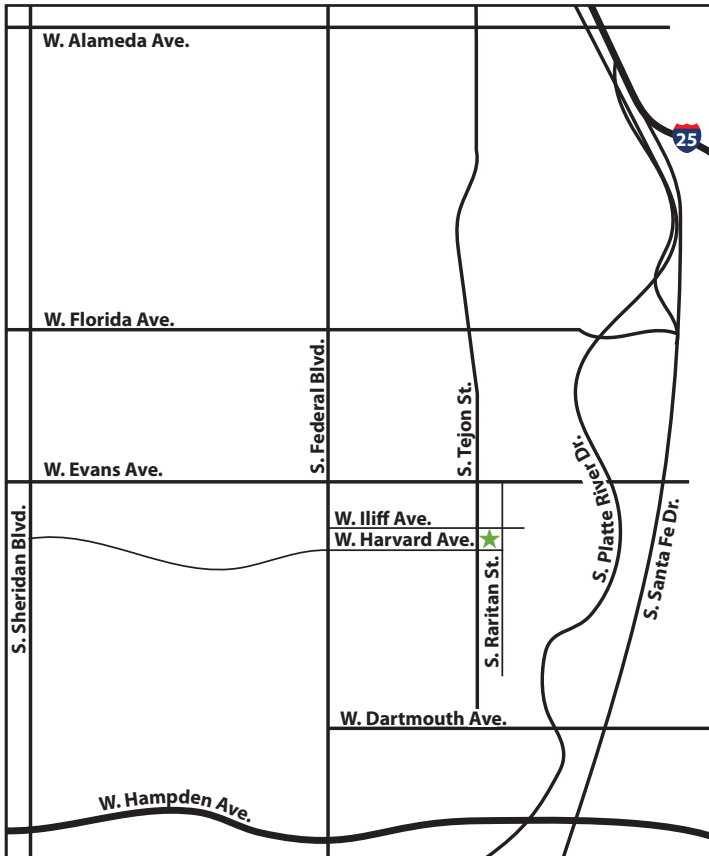 W. Alameda Ave.
25
W. Florida Ave.
S. Federal Blvd.
S. Tejon St.
W. Evans Ave.
S. Platte River Dr.
S. Santa Fe Dr.
W. Iliff Ave.
W. Harvard Ave.
S. Sheridan Blvd.
S. Raritan St.
W. Dartmouth Ave.
W. Hampden Ave.